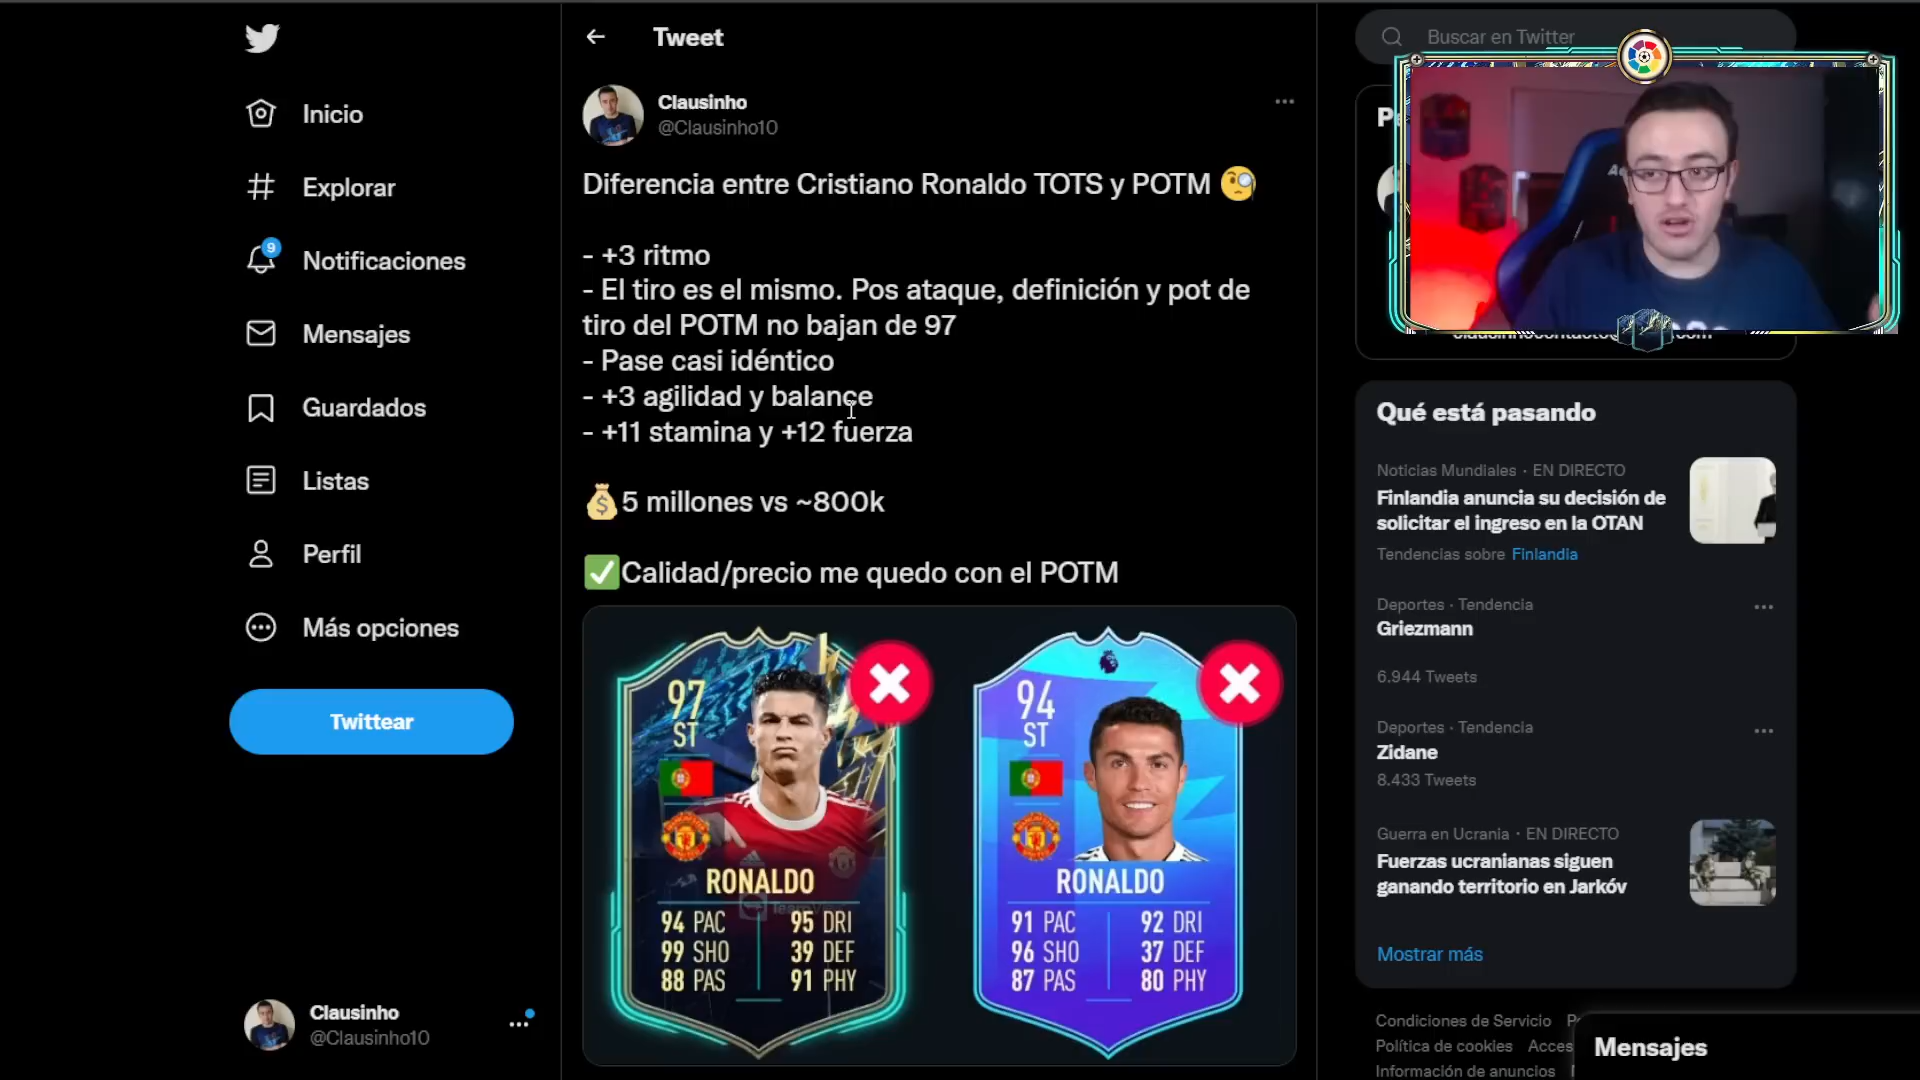 Inicio
Explorar
9
Notificaciones
Mensajes
Guardados
Listas
Perfil
Más opciones
Twittear
Clausinho
@Clausinho10
Tweet
Clausinho
@Clausinho10
Diferencia entre Cristiano Ronaldo TOTS y POTM 🧐
- +3 ritmo
- El tiro es el mismo. Pos ataque, definición y pot de
tiro del POTM no bajan de 97
- Pase casi idéntico
- +3 agilidad y balance
- +11 stamina y +12 fuerza
💰5 millones vs ~800k
✅Calidad/precio me quedo con el POTM
97
ST
RONALDO
94 PAC 95 DRI
99 SHO 39 DEF
88 PAS 91 PHY
94
ST
RONALDO
91 PAC 92 DRI
96 SHO 37 DEF
87 PAS 80 PHY
Buscar en Twitter
Qué está pasando
Noticias Mundiales · EN DIRECTO
Finlandia anuncia su decisión de
solicitar el ingreso en la OTAN
Tendencias sobre Finlandia
Deportes · Tendencia
Griezmann
6.944 Tweets
Deportes · Tendencia
Zidane
8.433 Tweets
Guerra en Ucrania · EN DIRECTO
Fuerzas ucranianas siguen
ganando territorio en Jarkóv
Mostrar más
Condiciones de Servicio
Política de cookies
Información de anuncios
Mensajes